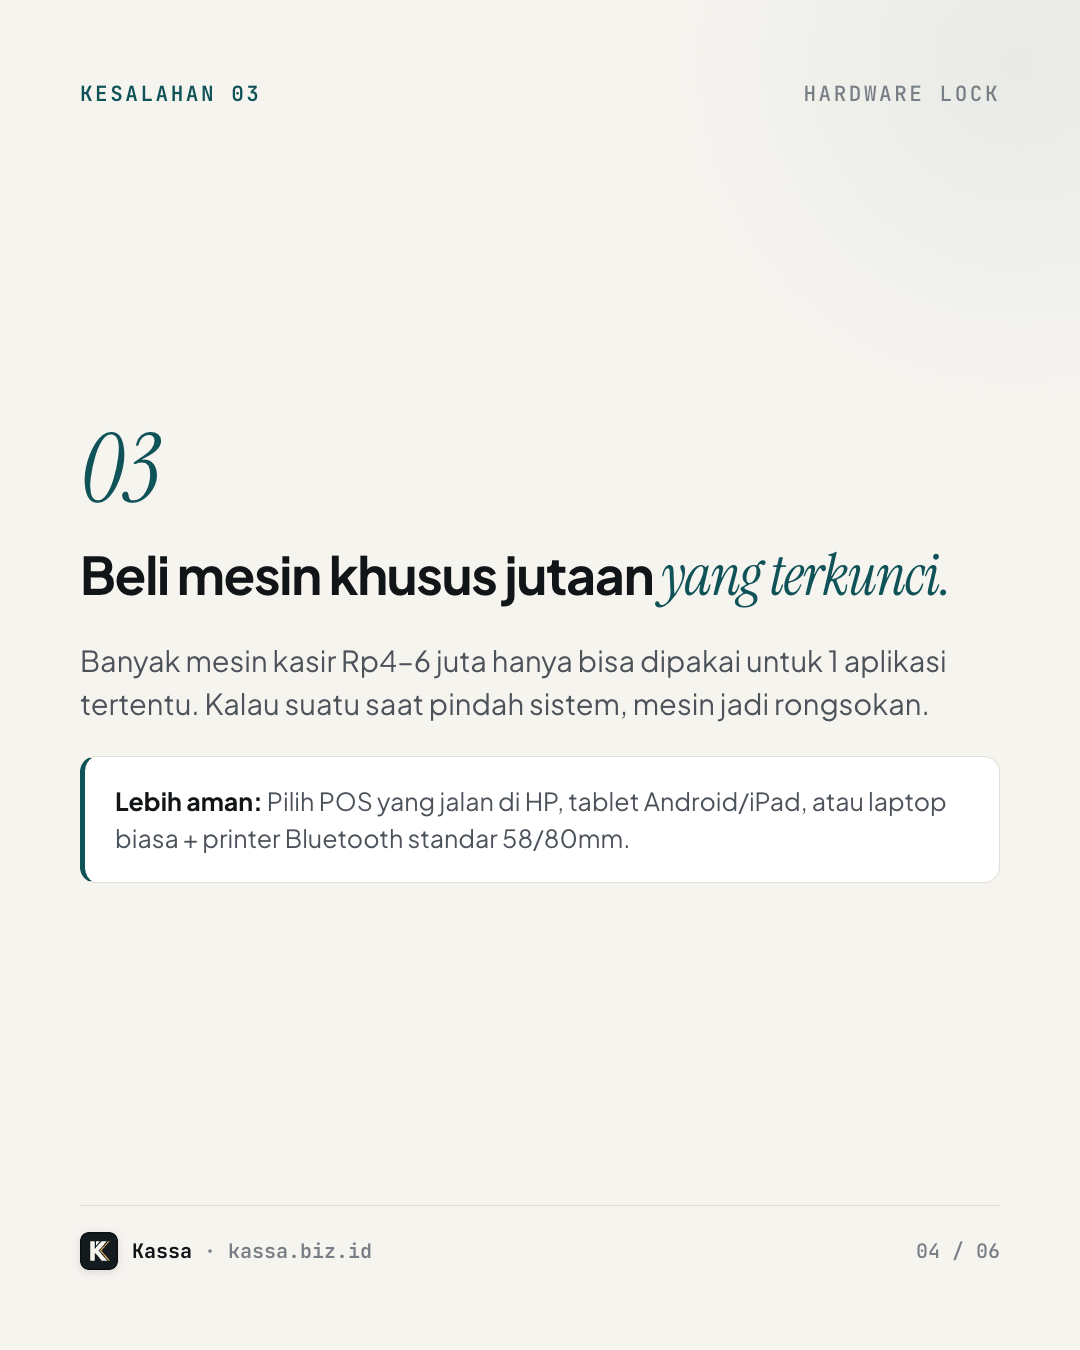 KESALAHAN 03
HARDWARE LOCK
03
Beli mesin khusus jutaan yang terkunci.
Banyak mesin kasir Rp4–6 juta hanya bisa dipakai untuk 1 aplikasi
tertentu. Kalau suatu saat pindah sistem, mesin jadi rongsokan.
Lebih aman: Pilih POS yang jalan di HP, tablet Android/iPad, atau laptop
biasa + printer Bluetooth standar 58/80mm.
K Kassa · kassa.biz.id
04 / 06